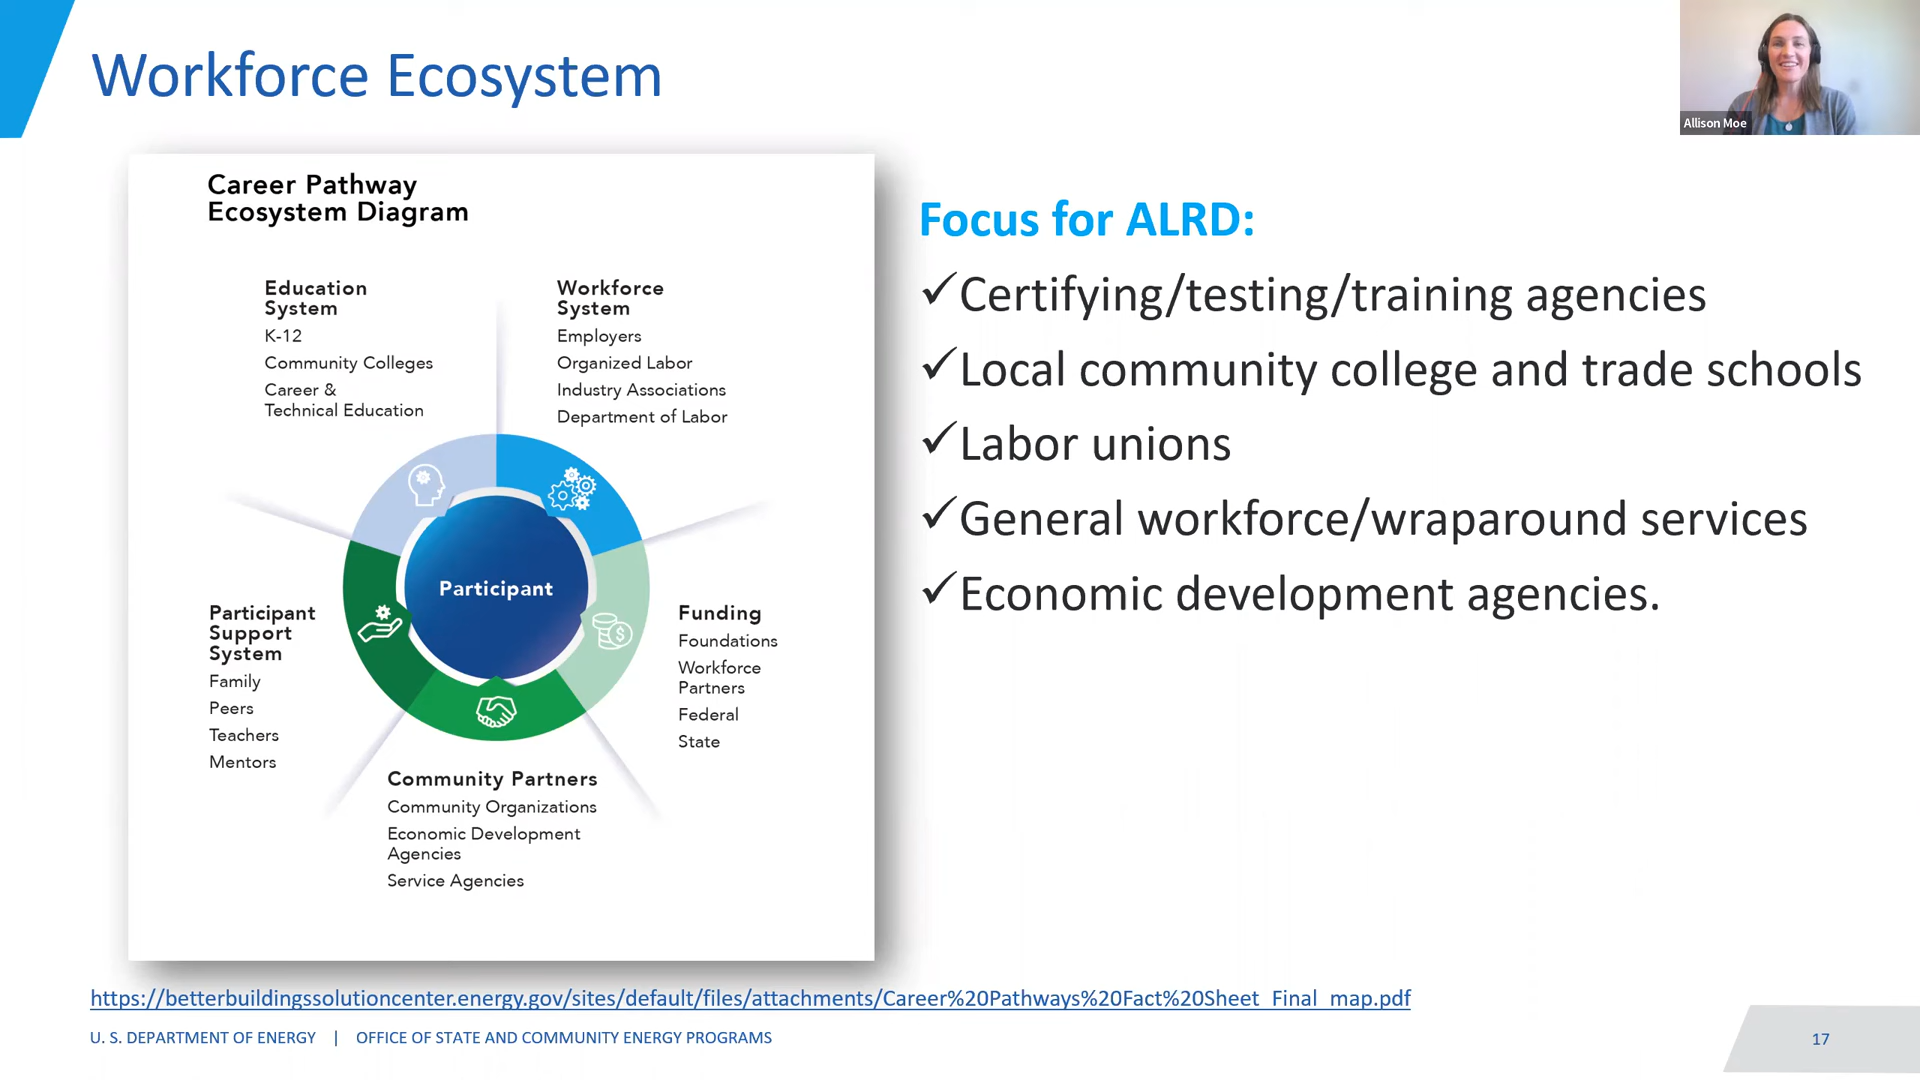 Workforce Ecosystem
Allison Moe
Career Pathway
Ecosystem Diagram
Education
System
K-12
Community Colleges
Career &
Technical Education
Workforce
System
Employers
Organized Labor
Industry Associations
Department of Labor
Participant
Participant
Support
System
Family
Peers
Teachers
Mentors
Funding
Foundations
Workforce
Partners
Federal
State
Community Partners
Community Organizations
Economic Development
Agencies
Service Agencies
Focus for ALRD:
✓Certifying/testing/training agencies
✓Local community college and trade schools
✓Labor unions
✓General workforce/wraparound services
✓Economic development agencies.
https://betterbuildingssolutioncenter.energy.gov/sites/default/files/attachments/Career%20Pathways%20Fact%20Sheet_Final_map.pdf
U. S. DEPARTMENT OF ENERGY | OFFICE OF STATE AND COMMUNITY ENERGY PROGRAMS
17